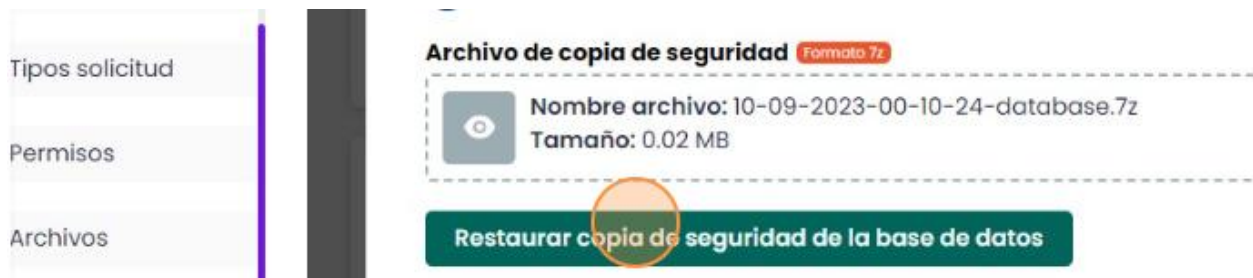 Tipos solicitud
Permisos
Archivos
Archivo de copia de seguridad Formato 7z
Nombre archivo: 10-09-2023-00-10-24-database.7z
Tamaño: 0.02 MB
Restaurar copia de seguridad de la base de datos